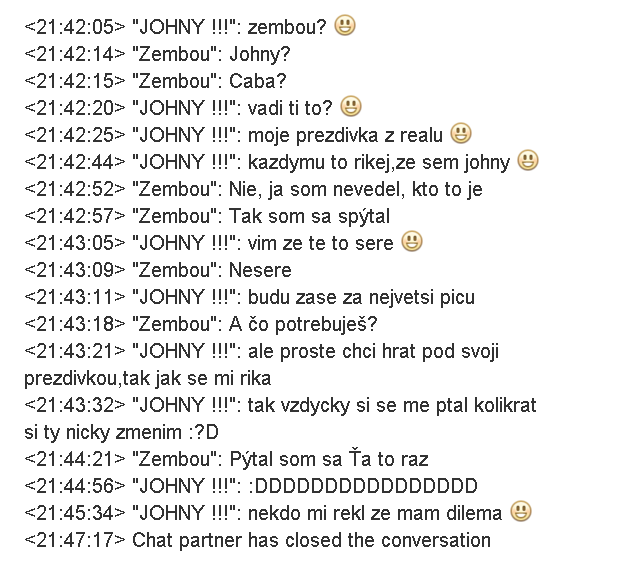 <21:42:05> "JOHNY !!!": zembou? 😃
<21:42:14> "Zembou": Johny?
<21:42:15> "Zembou": Caba?
<21:42:20> "JOHNY !!!": vadi ti to? 😃
<21:42:25> "JOHNY !!!": moje prezdivka z realu 😃
<21:42:44> "JOHNY !!!": kazdymu to rikej,ze sem johny 😃
<21:42:52> "Zembou": Nie, ja som nevedel, kto to je
<21:42:57> "Zembou": Tak som sa spýtal
<21:43:05> "JOHNY !!!": vim ze te to sere 😃
<21:43:09> "Zembou": Nesere
<21:43:11> "JOHNY !!!": budu zase za nejvetsi picu
<21:43:18> "Zembou": A čo potrebuješ?
<21:43:21> "JOHNY !!!": ale proste chci hrat pod svoji
prezdivkou,tak jak se mi rika
<21:43:32> "JOHNY !!!": tak vzdycky si se me ptal kolikrat
si ty nicky zmenim :?D
<21:44:21> "Zembou": Pýtal som sa Ťa to raz
<21:44:56> "JOHNY !!!": :DDDDDDDDDDDDDDDD
<21:45:34> "JOHNY !!!": nekdo mi rekl ze mam dilema 😃
<21:47:17> Chat partner has closed the conversation